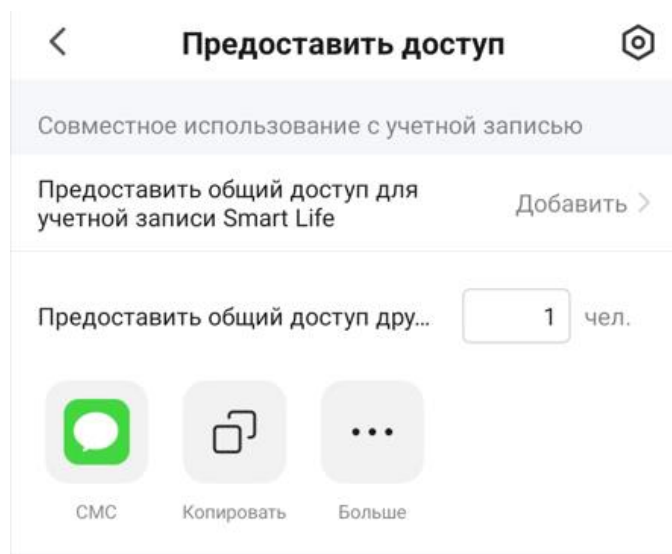 Предоставить доступ
Совместное использование с учетной записью
Предоставить общий доступ для
учетной записи Smart Life
Добавить
Предоставить общий доступ дру...
1 чел.
СМС Копировать Больше